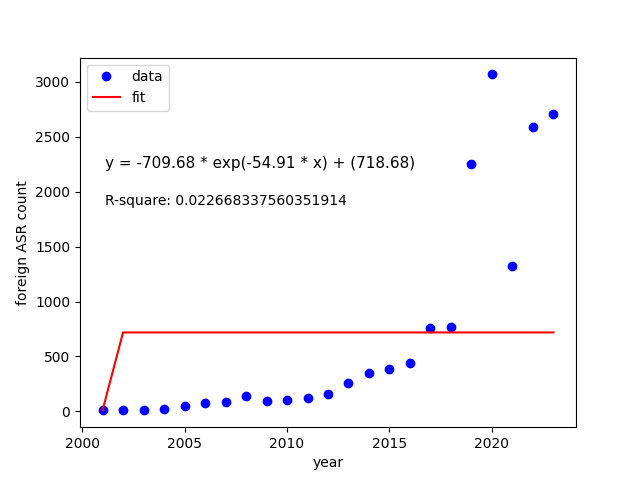 data
fit
y = -709.68 * exp(-54.91 * x) + (718.68)
R-square: 0.022668337560351914
foreign ASR count
3000
2500
2000
1500
1000
500
0
2000
2005
2010
2015
2020
year